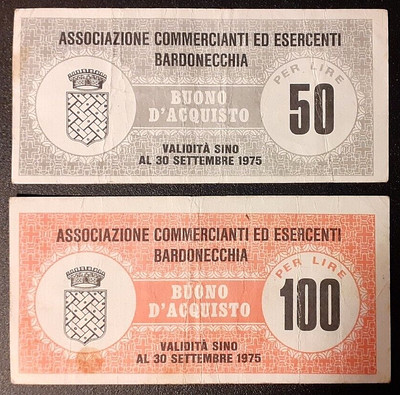 ASSOCIAZIONE COMMERCIANTI ED ESERCENTI
BARDONECCHIA
BUONO
D'ACQUISTO
PER LIRE
50
VALIDITÀ SINO
AL 30 SETTEMBRE 1975
ASSOCIAZIONE COMMERCIANTI ED ESERCENTI
BARDONECCHIA
BUONO
D'ACQUISTO
PER LIRE
100
VALIDITÀ SINO
AL 30 SETTEMBRE 1975